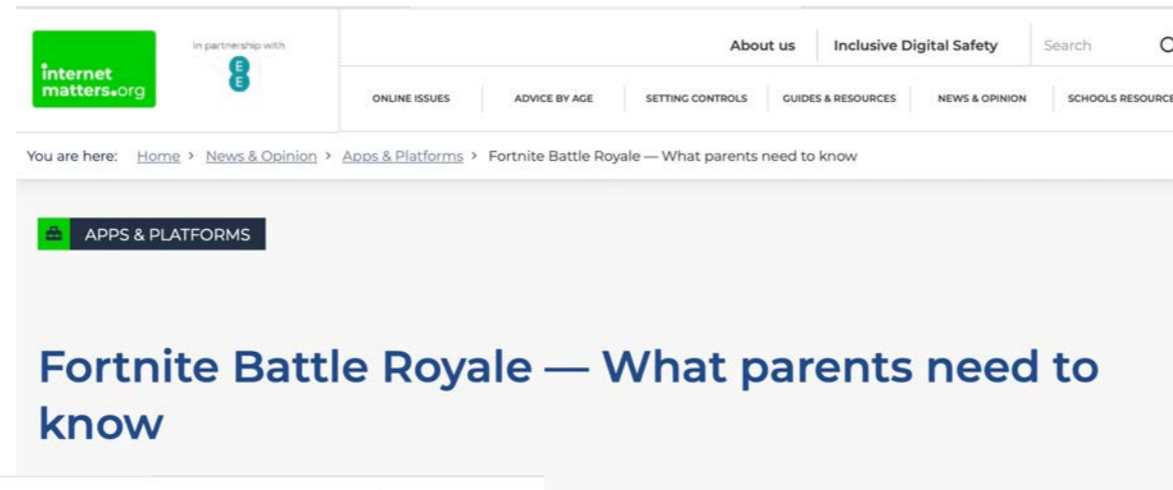 internet
matters.org
in partnership with
EE
About us
Inclusive Digital Safety
Search
ONLINE ISSUES
ADVICE BY AGE
SETTING CONTROLS
GUIDES & RESOURCES
NEWS & OPINION
SCHOOLS RESOURCE
You are here: Home > News & Opinion > Apps & Platforms > Fortnite Battle Royale — What parents need to know
APPS & PLATFORMS
Fortnite Battle Royale — What parents need to
know